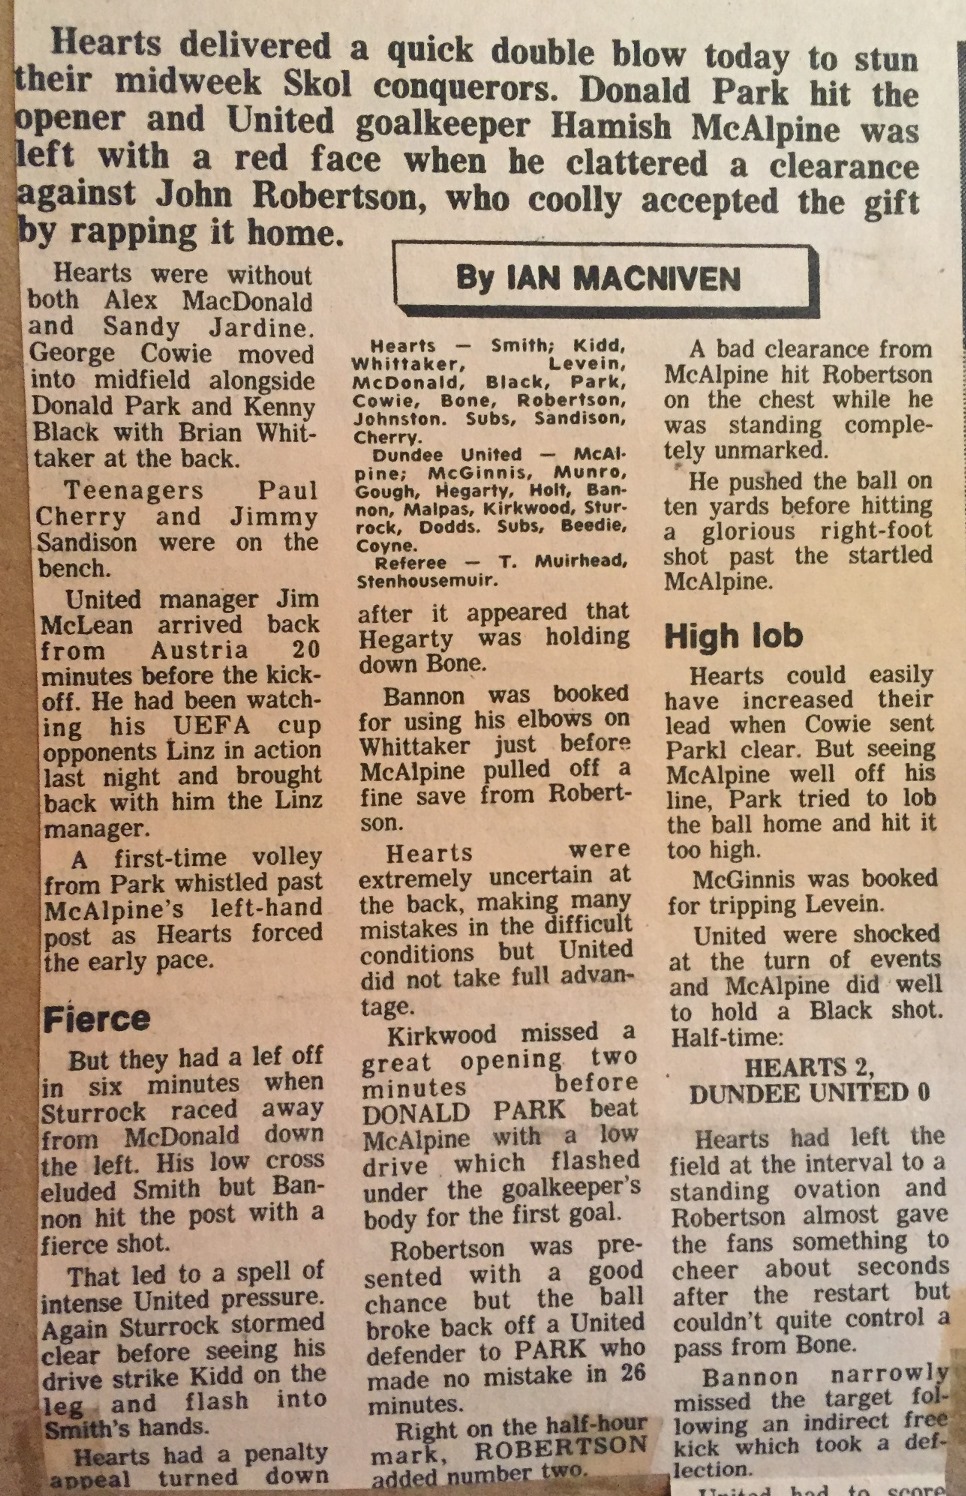 Hearts delivered a quick double blow today to stun
their midweek Skol conquerors. Donald Park hit the
opener and United goalkeeper Hamish McAlpine was
left with a red face when he clattered a clearance
against John Robertson, who coolly accepted the gift
by rapping it home.
By IAN MACNIVEN
Hearts were without
both Alex MacDonald
and Sandy Jardine.
George Cowie moved
into midfield alongside
Donald Park and Kenny
Black with Brian Whit-
taker at the back.
Teenagers Paul
Cherry and Jimmy
Sandison were on the
bench.
United manager Jim
McLean arrived back
from Austria 20
minutes before the kick-
off. He had been watch-
ing his UEFA cup
opponents Linz in action
last night and brought
back with him the Linz
manager.
A first-time volley
from Park whistled past
McAlpine's left-hand
post as Hearts forced
the early pace.
Fierce
But they had a lef off
in six minutes when
Sturrock raced away
from McDonald down
the left. His low cross
eluded Smith but Ban-
non hit the post with a
fierce shot.
That led to a spell of
intense United pressure.
Again Sturrock stormed
clear before seeing his
drive strike Kidd on the
leg and flash into
Smith's hands.
Hearts had a penalty
appeal turned down
Hearts — Smith; Kidd,
Whittaker, Levein,
McDonald, Black, Park,
Cowie, Bone, Robertson,
Johnston. Subs, Sandison,
Cherry.
Dundee United — McAl-
pine; McGinnis, Munro,
Gough, Hegarty, Holt, Ban-
non, Malpas, Kirkwood, Stur-
rock, Dodds. Subs, Beedie,
Coyne.
Referee — T. Muirhead,
Stenhousemuir.
after it appeared that
Hegarty was holding
down Bone.
Bannon was booked
for using his elbows on
Whittaker just before
McAlpine pulled off a
fine save from Robert-
son.
Hearts were
extremely uncertain at
the back, making many
mistakes in the difficult
conditions but United
did not take full advan-
tage.
Kirkwood missed a
great opening two
minutes before
DONALD PARK beat
McAlpine with a low
drive which flashed
under the goalkeeper's
body for the first goal.
Robertson was pre-
sented with a good
chance but the ball
broke back off a United
defender to PARK who
made no mistake in 26
minutes.
Right on the half-hour
mark, ROBERTSON
added number two.
A bad clearance from
McAlpine hit Robertson
on the chest while he
was standing comple-
tely unmarked.
He pushed the ball on
ten yards before hitting
a glorious right-foot
shot past the startled
McAlpine.
High lob
Hearts could easily
have increased their
lead when Cowie sent
Parkl clear. But seeing
McAlpine well off his
line, Park tried to lob
the ball home and hit it
too high.
McGinnis was booked
for tripping Levein.
United were shocked
at the turn of events
and McAlpine did well
to hold a Black shot.
Half-time:
HEARTS 2,
DUNDEE UNITED 0
Hearts had left the
field at the interval to a
standing ovation and
Robertson almost gave
the fans something to
cheer about seconds
after the restart but
couldn't quite control a
pass from Bone.
Bannon narrowly
missed the target fol-
lowing an indirect free
kick which took a def-
lection.
United had to score